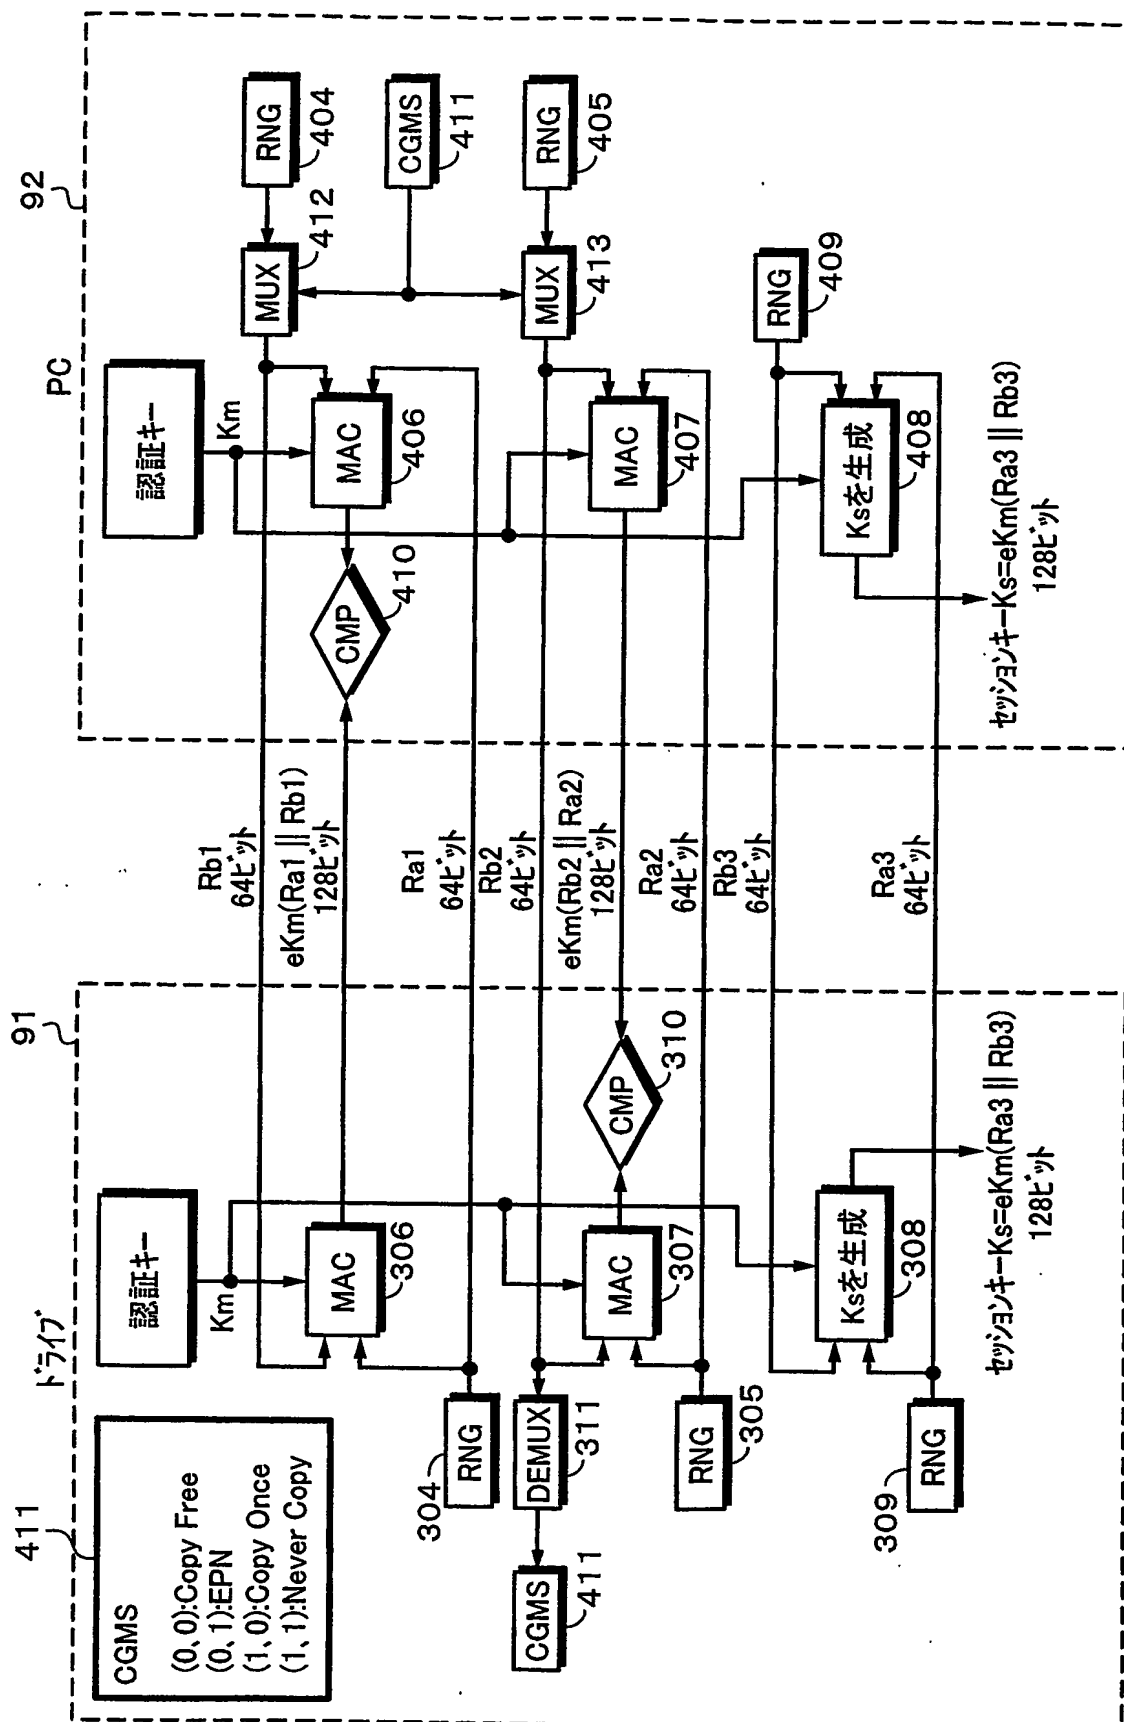 411
CGMS
(0, 0):Copy Free
(0, 1):EPN
(1, 0):Copy Once
(1, 1):Never Copy
ドライブ
91
認証キー
Km
MAC
306
304
RNG
CGMS
411
DEMUX
311
MAC
307
CMP
310
RNG
305
Ksを生成
308
309
RNG
セッションキーKs=eKm(Ra3 || Rb3)
128ビット
Rb1
64ビット
eKm(Ra1 || Rb1)
128ビット
Ra1
64ビット
Rb2
64ビット
eKm(Rb2 || Ra2)
128ビット
Ra2
64ビット
Rb3
64ビット
Ra3
64ビット
PC
92
認証キー
Km
MUX
412
RNG
404
CMP
410
MAC
406
CGMS
411
MUX
413
RNG
405
MAC
407
RNG
409
Ksを生成
408
セッションキーKs=eKm(Ra3 || Rb3)
128ビット